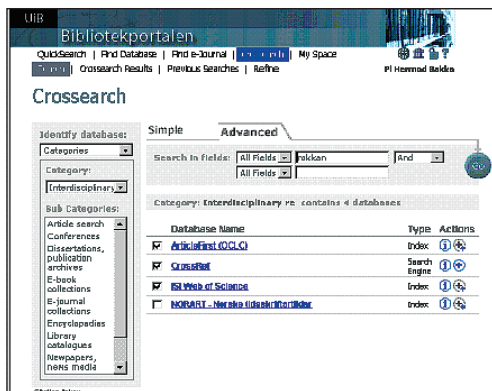 UiB
Bibliotekportalen
QuickSearch | Find Database | Find e-Journal | | My Space
| Crossearch Results | Previous Searches | Refine
Crossearch
Identify database:
Categories
Category:
Interdisciplinary
Sub Categories:
Article search
Conferences
Dissertations,
publication
archives
E-book
collections
E-journal
collections
Encyclopedias
Library
catalogues
Newspapers,
news media
Simple
Advanced
Search in fields: All Fields rokkan And
All Fields
GO
Category: Interdisciplinary re contains 4 databases
Database Name Type Actions
ArticleFirst (OCLC) Index
CrossRef Search Engine
ISI Web of Science Index
NORART - Norske tidsskriftartikler Index